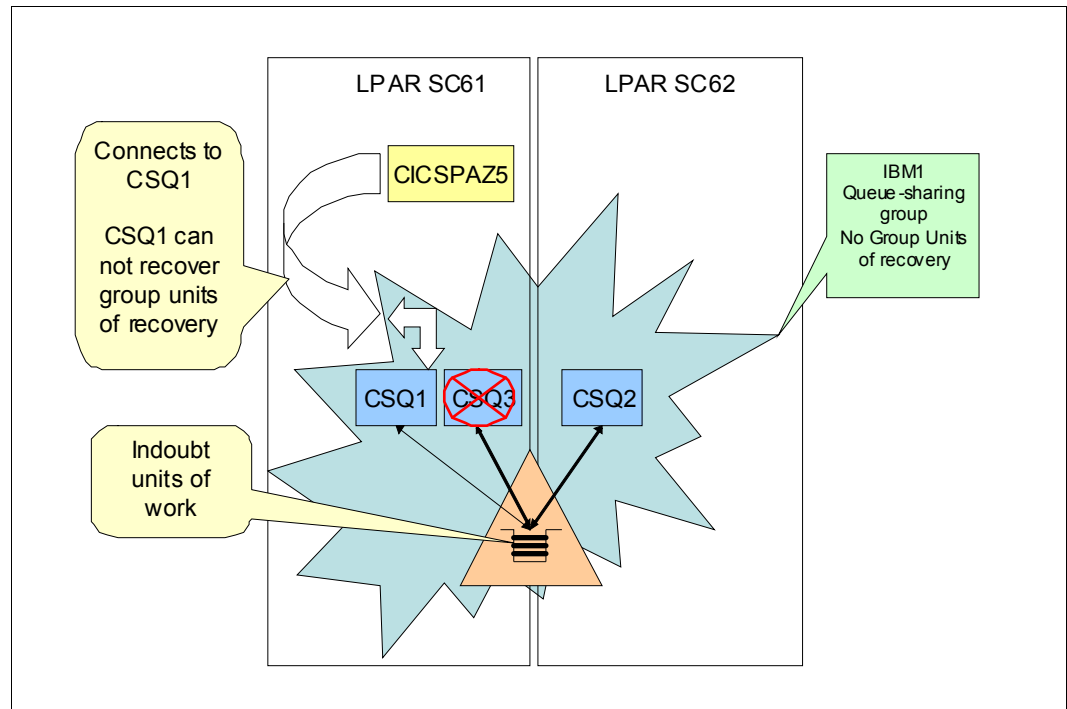 LPAR SC61
LPAR SC62
Connects to
CSQ1
CSQ1 can
not recover
group units
of recovery
CICSPAZ5
IBM1
Queue-sharing
group
No Group Units
of recovery
CSQ1
CSQ3
CSQ2
Indoubt
units of
work